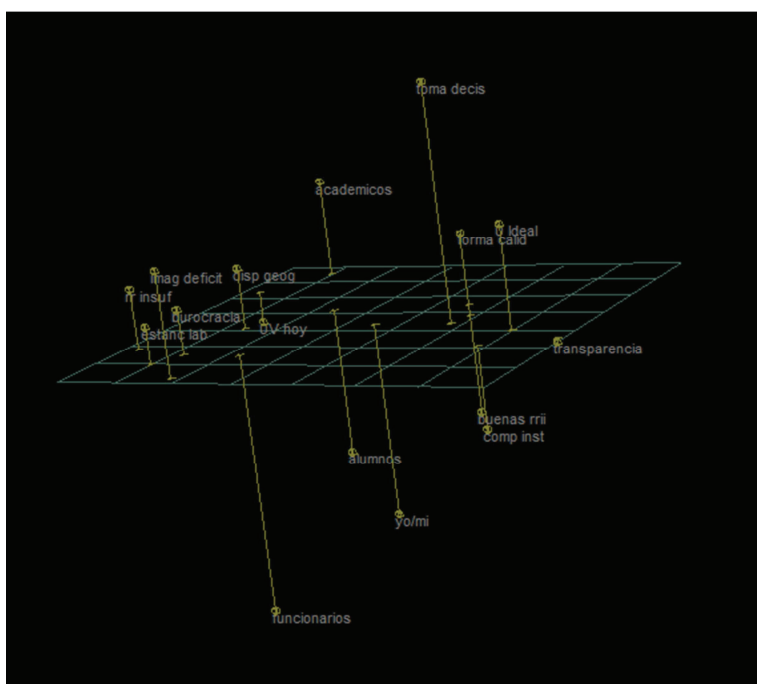 toma decis
academicos
U Ideal
forma calid
disp geog
imag deficit
rr insuf
burocracia
UV hoy
estanc lab
transparencia
buenas rrii
comp inst
alumnos
yo/mi
funcionarios